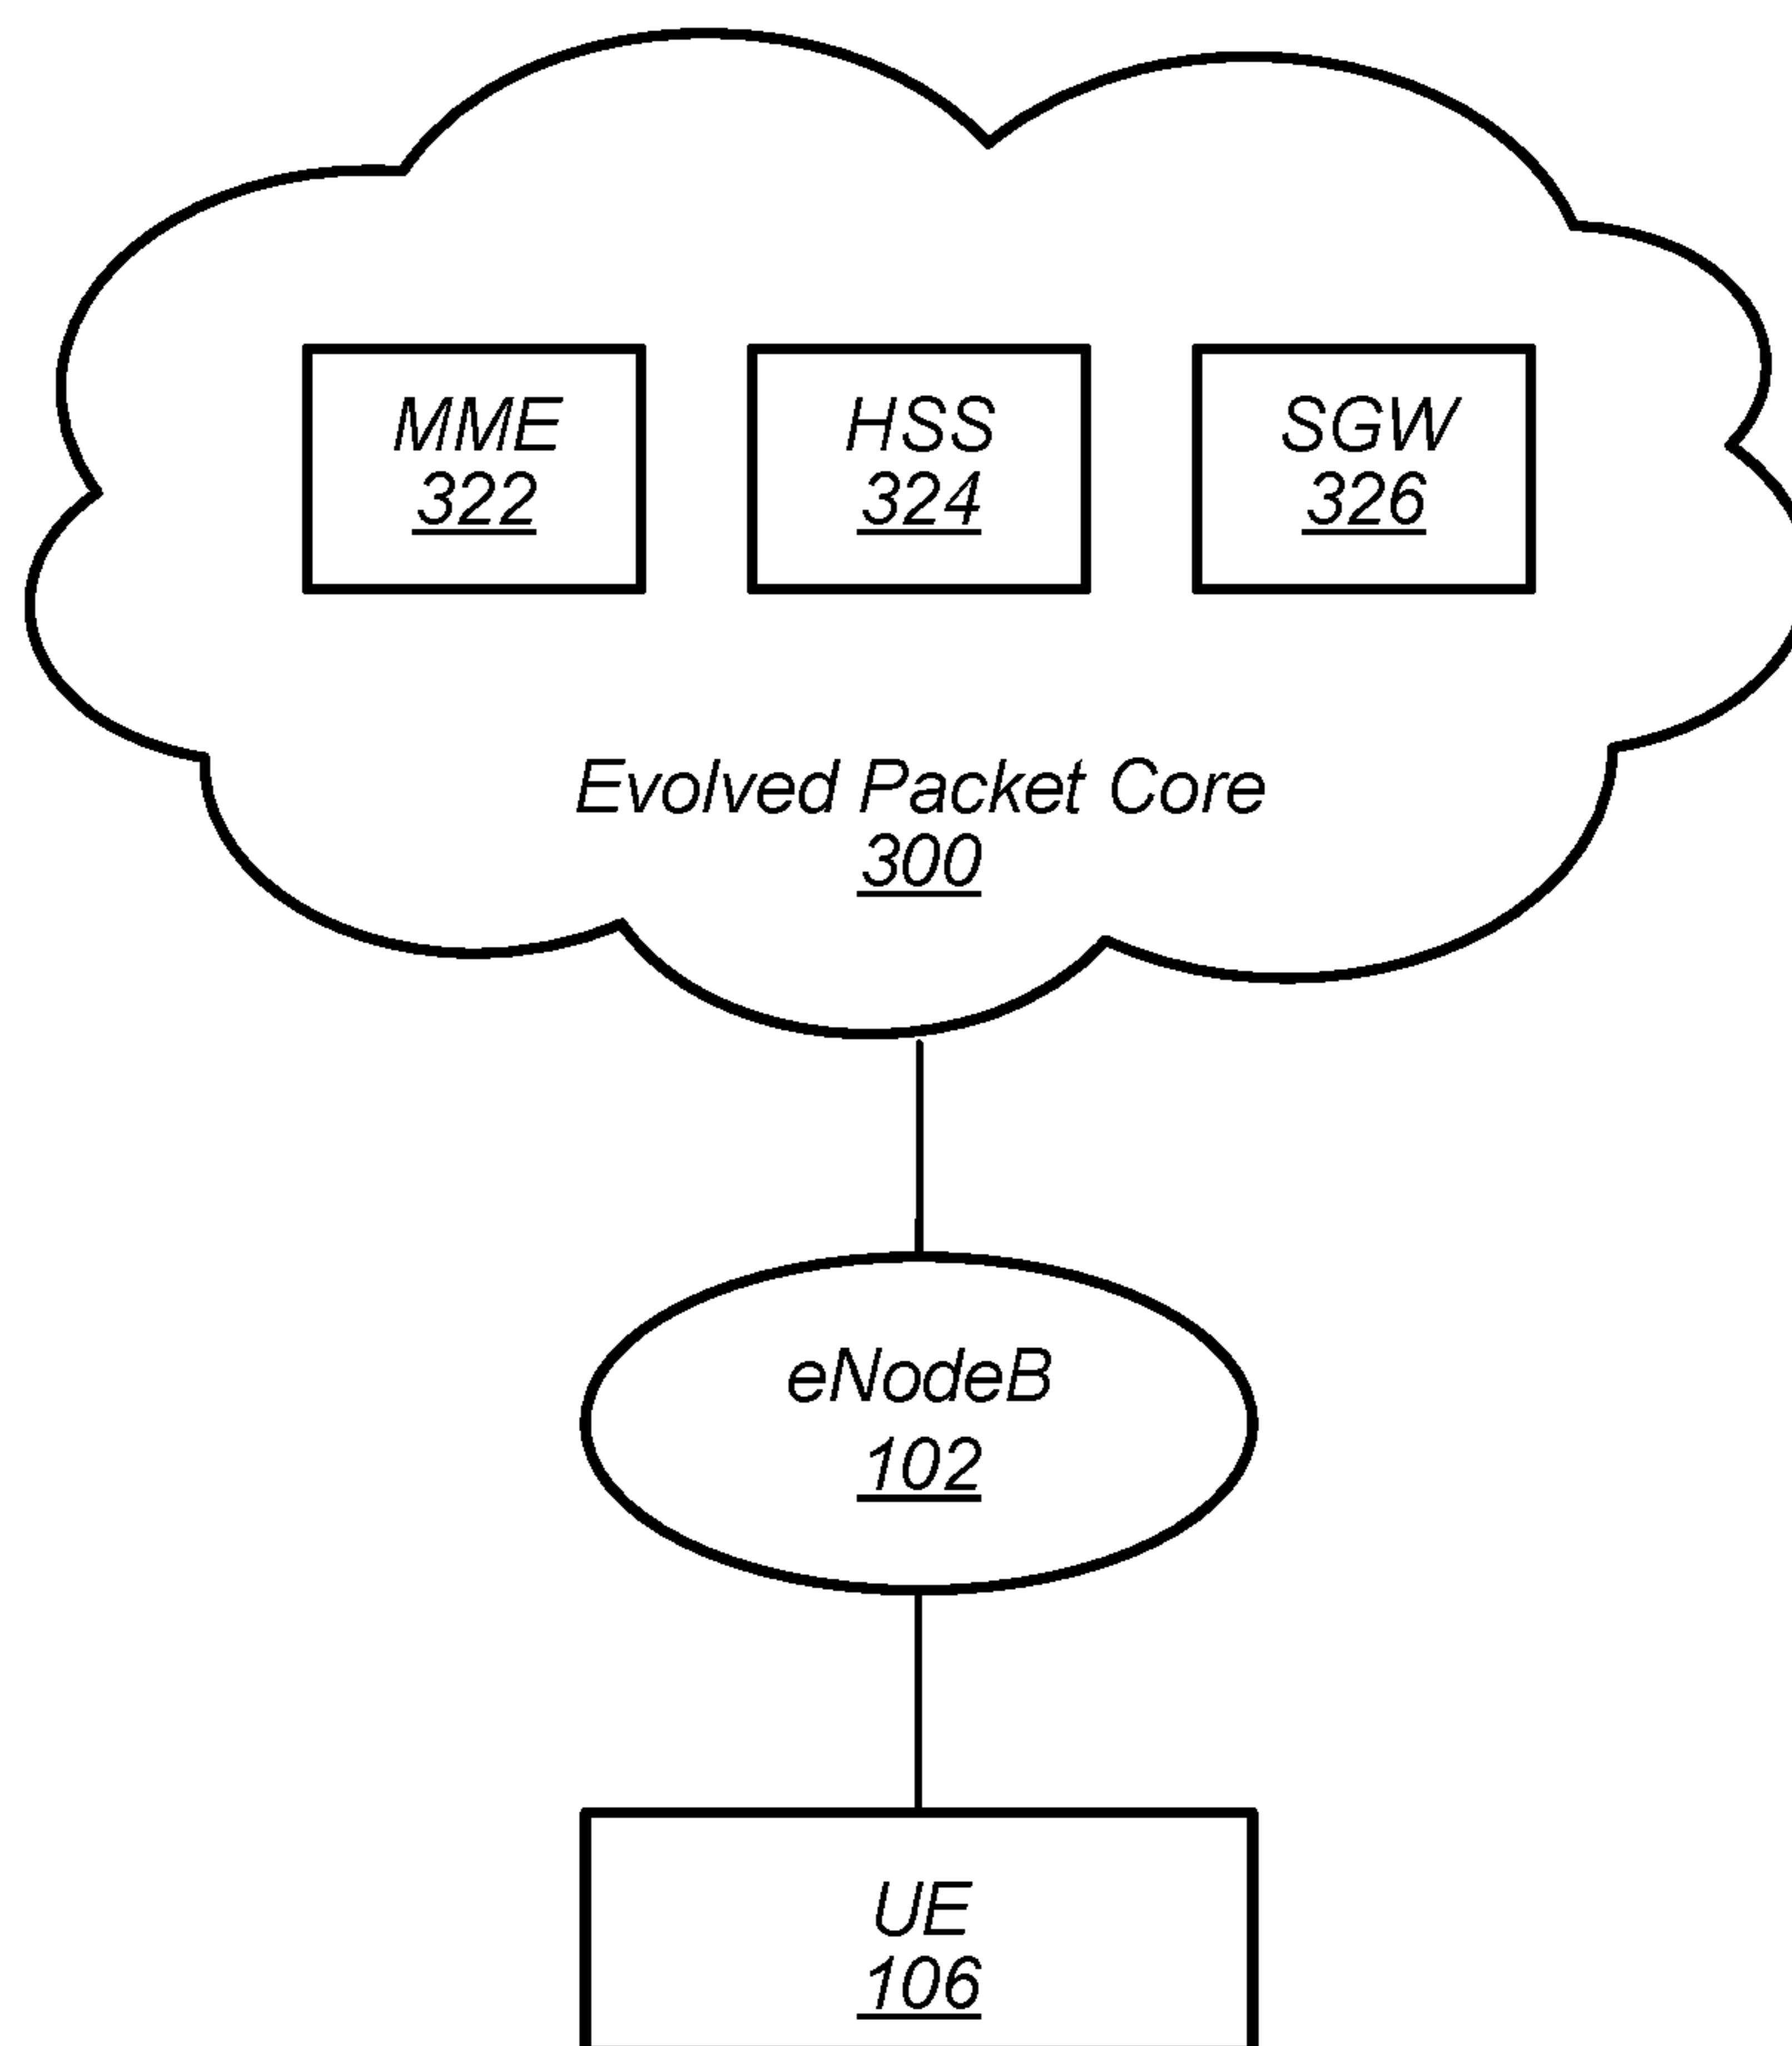 MME
322
HSS
324
SGW
326
Evolved Packet Core
300
eNodeB
102
UE
106